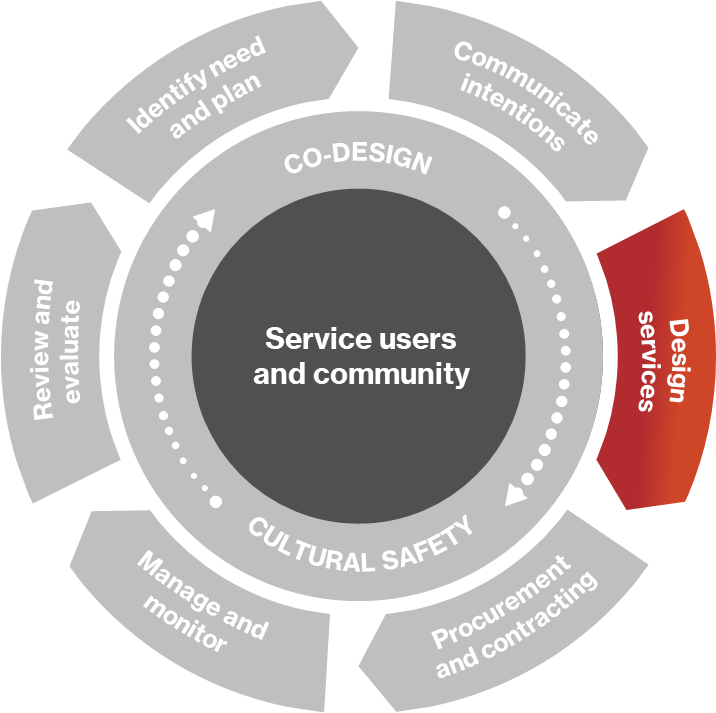 Identify need
and plan
Communicate
intentions
Design
services
Procurement
and contracting
Manage and
monitor
Review and
evaluate
CO-DESIGN
CULTURAL SAFETY
Service users
and community